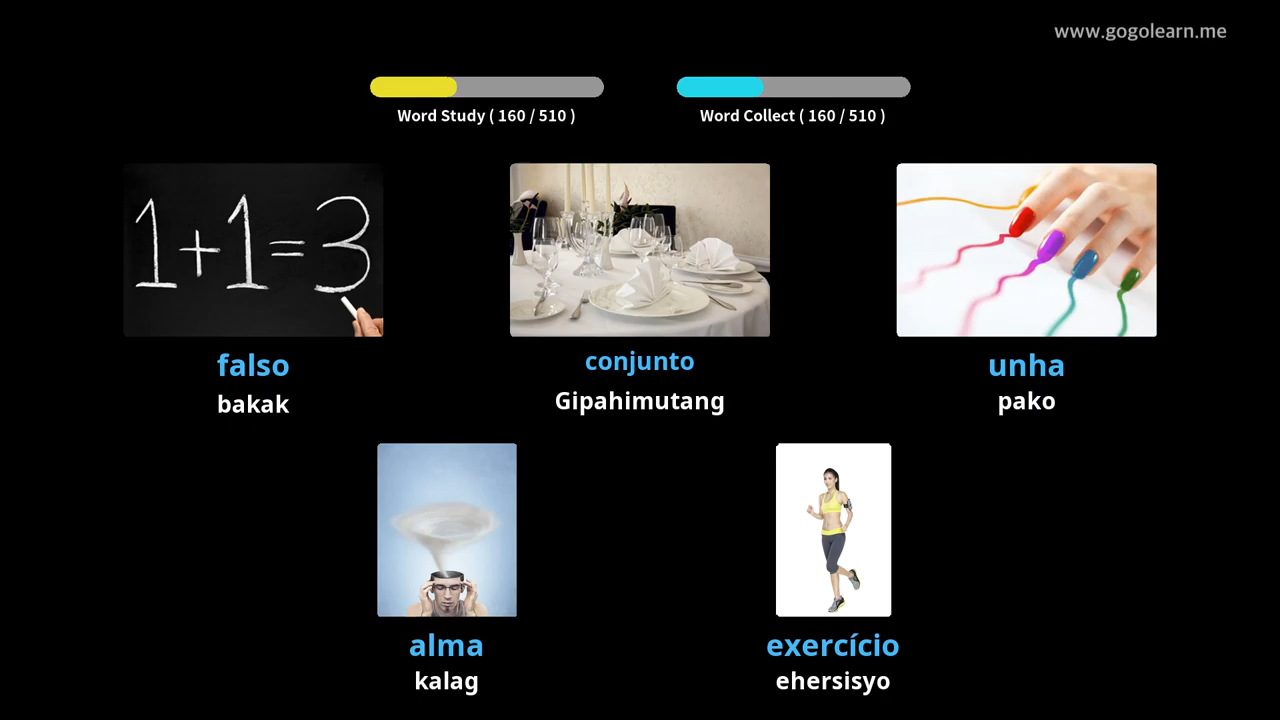 www.gogolearn.me
Word Study ( 160 / 510 )
Word Collect ( 160 / 510 )
1+1=3
falso
bakak
conjunto
Gipahimutang
unha
pako
alma
kalag
exercício
ehersisyo